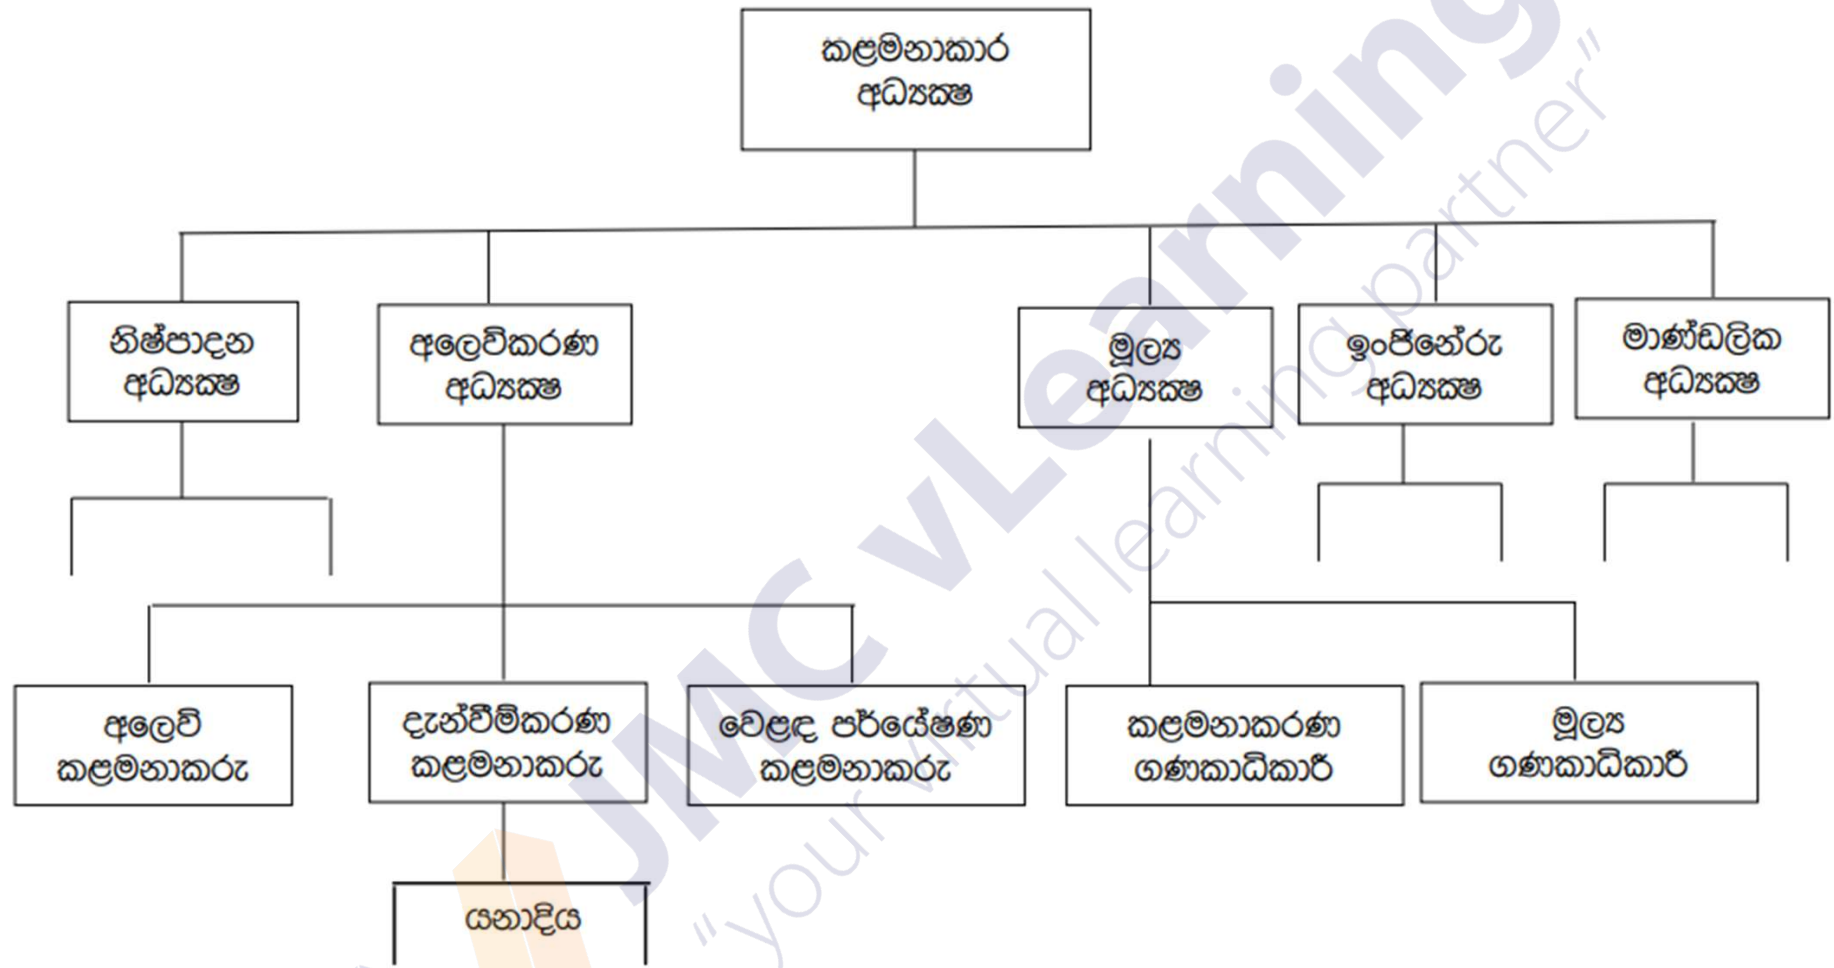 කළමනාකාර
අධ්‍යක්ෂ
නිෂ්පාදන
අධ්‍යක්ෂ
අලෙවිකරණ
අධ්‍යක්ෂ
මූල්‍ය
අධ්‍යක්ෂ
ඉංජිනේරු
අධ්‍යක්ෂ
මාණ්ඩලික
අධ්‍යක්ෂ
අලෙවි
කළමනාකරු
දැන්වීම්කරණ
කළමනාකරු
වෙළඳ පර්යේෂණ
කළමනාකරු
කළමනාකරණ
ගණකාධිකාරී
මූල්‍ය
ගණකාධිකාරී
යනාදිය
JMC vLearning
"your virtual learning partner"